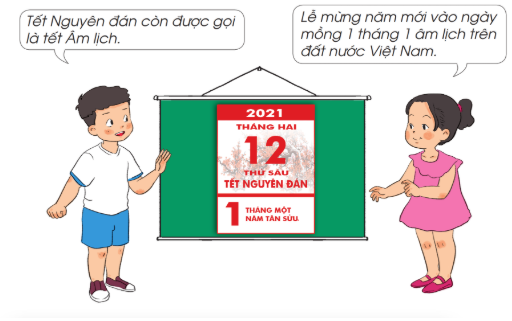 Tết Nguyên đán còn được gọi
là tết Âm lịch.
Lễ mừng năm mới vào ngày
mồng 1 tháng 1 âm lịch trên
đất nước Việt Nam.
2021
THÁNG HAI
12
THỨ SÁU
TẾT NGUYÊN ĐÁN
1 THÁNG MỘT
NĂM TÂN SỬU.